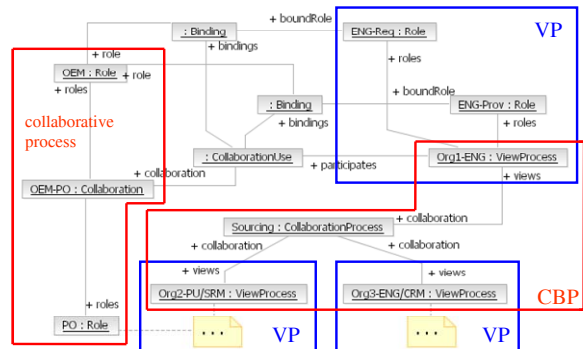 : Binding
+ boundRole
ENG-Req : Role
VP
+ bindings
+ role
+ roles
OEM : Role
+ role
+ roles
: Binding
+ boundRole
ENG-Prov : Role
collaborative
process
+ bindings
+ roles
: CollaborationUse
+ participates
Org1-ENG : ViewProcess
+ collaboration
+ views
OEM-PO : Collaboration
Sourcing : CollaborationProcess
+ collaboration
+ collaboration
+ collaboration
+ views
+ views
Org2-PU/SRM : ViewProcess
Org3-ENG/CRM : ViewProcess
CBP
+ roles
PO : Role
...
VP
...
VP